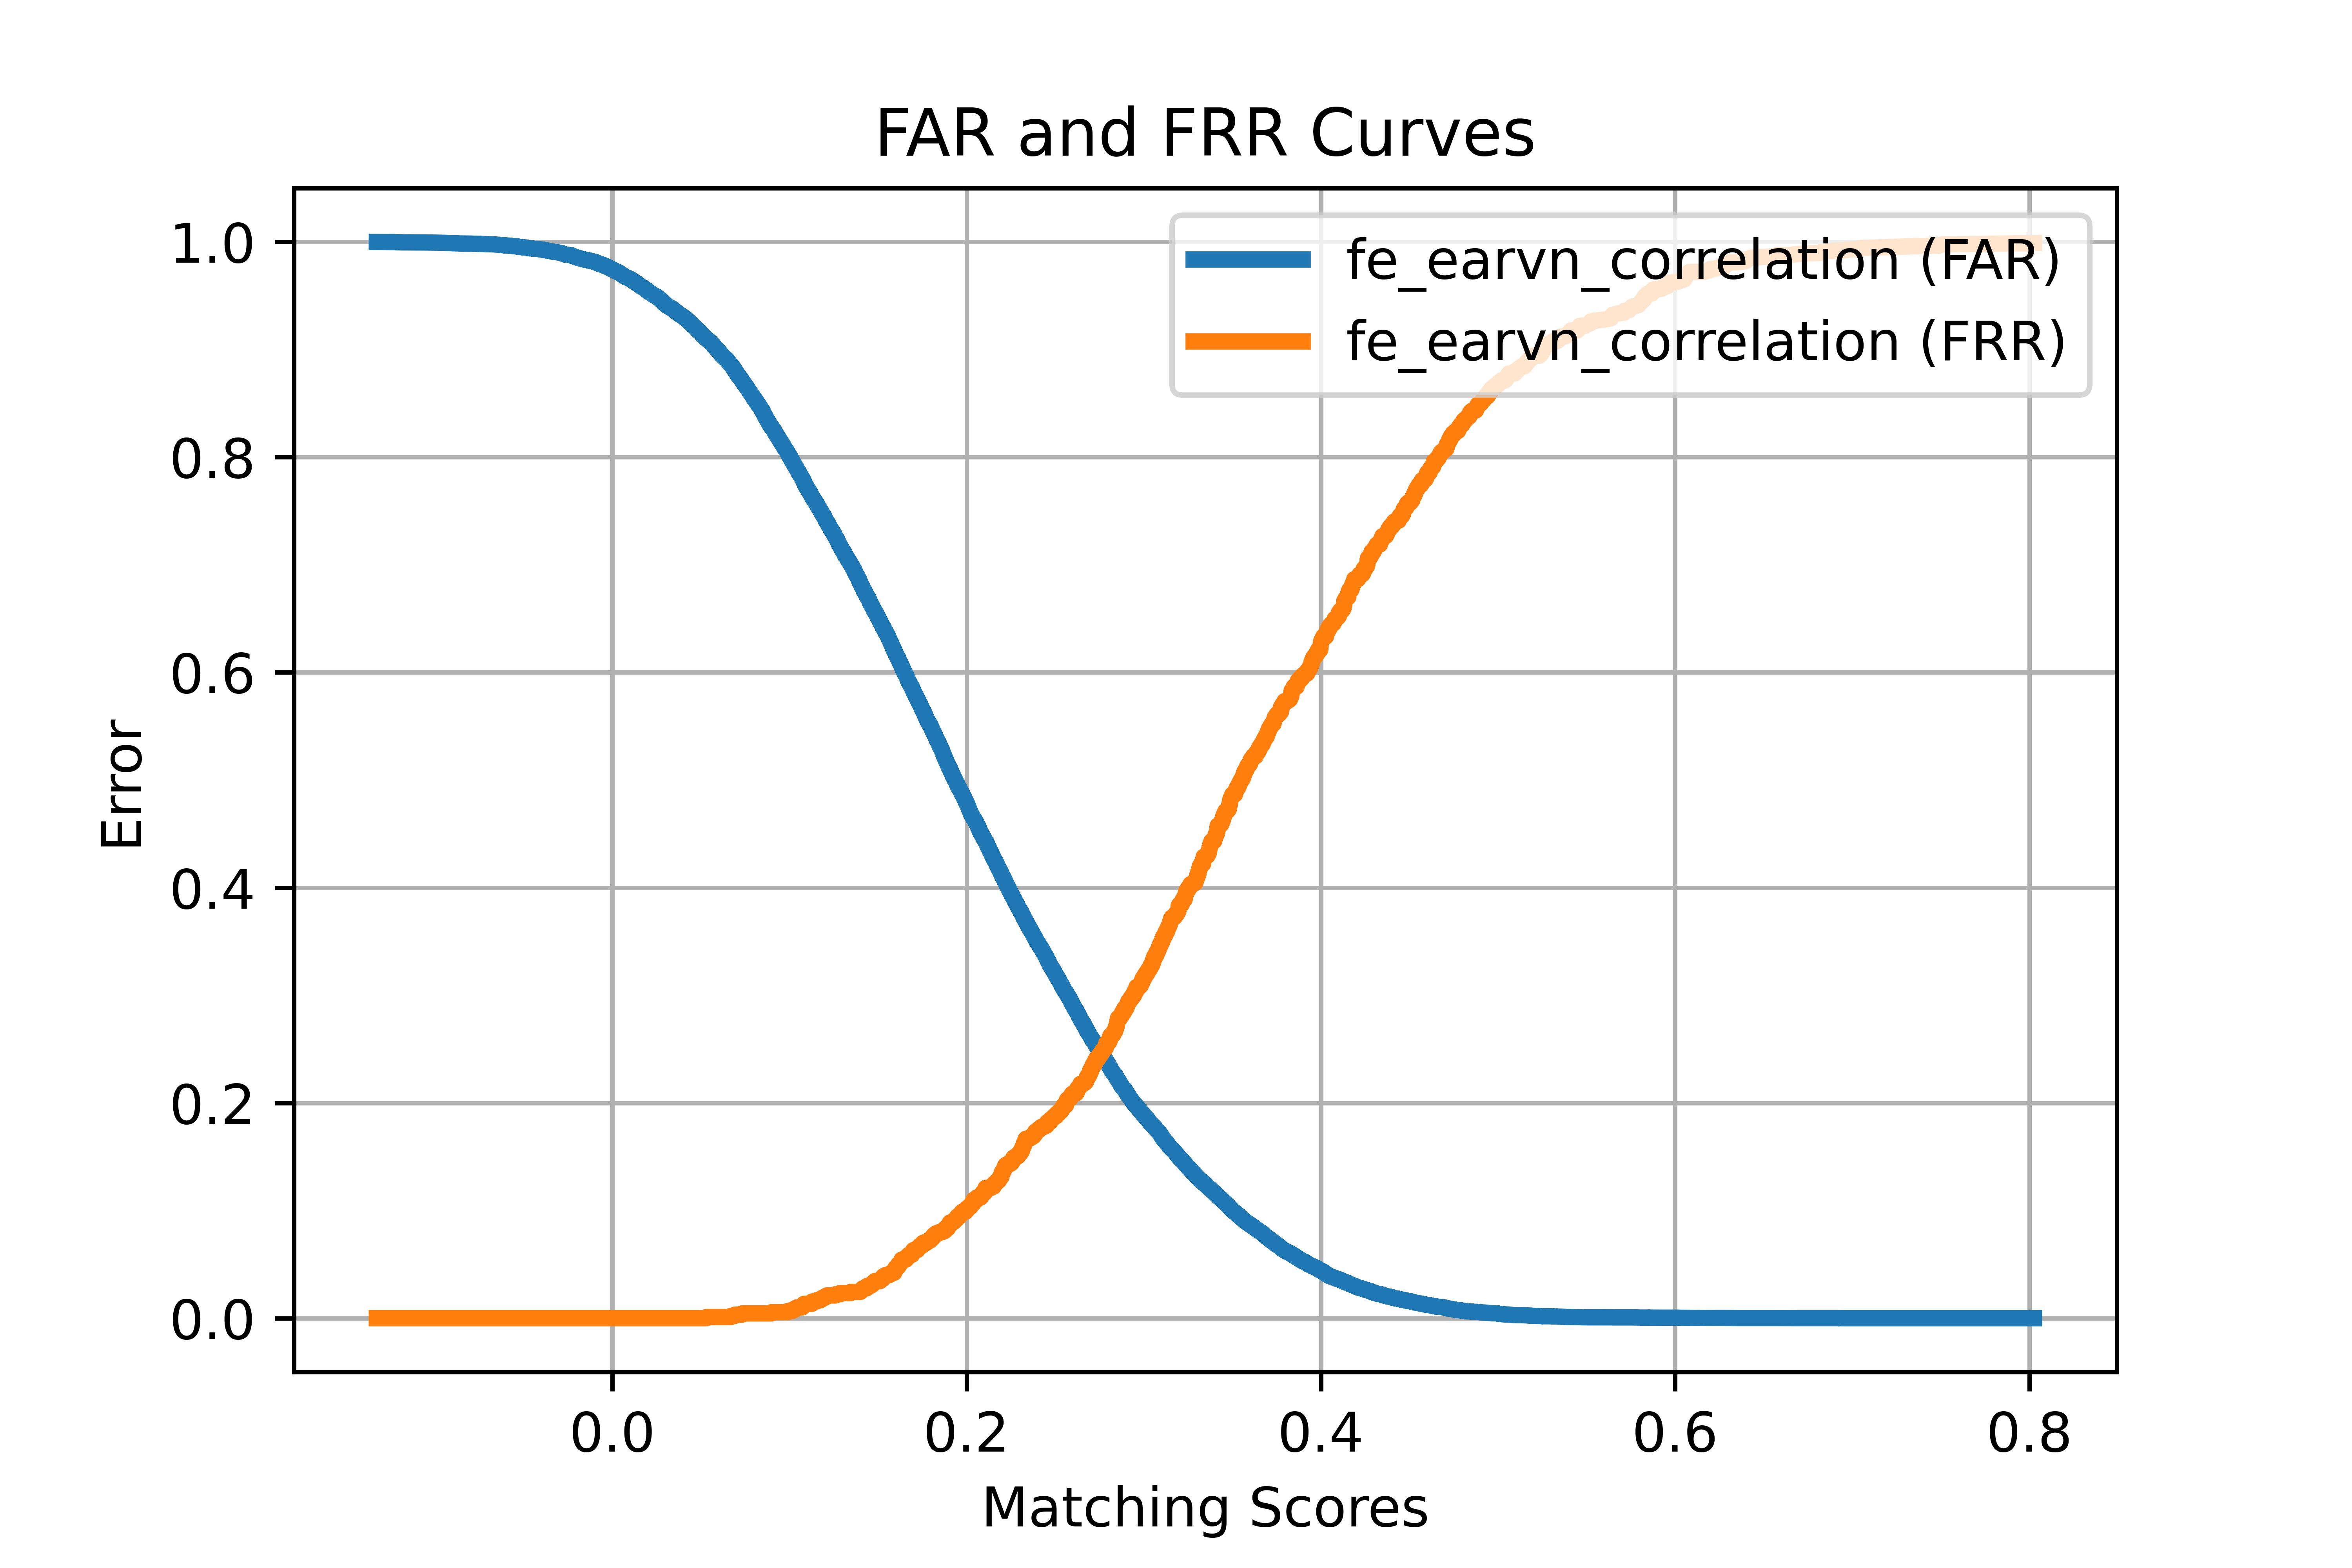 FAR and FRR Curves
fe_earvn_correlation (FAR)
fe_earvn_correlation (FRR)
1.0
0.8
0.6
0.4
0.2
0.0
Error
0.0 0.2 0.4 0.6 0.8
Matching Scores